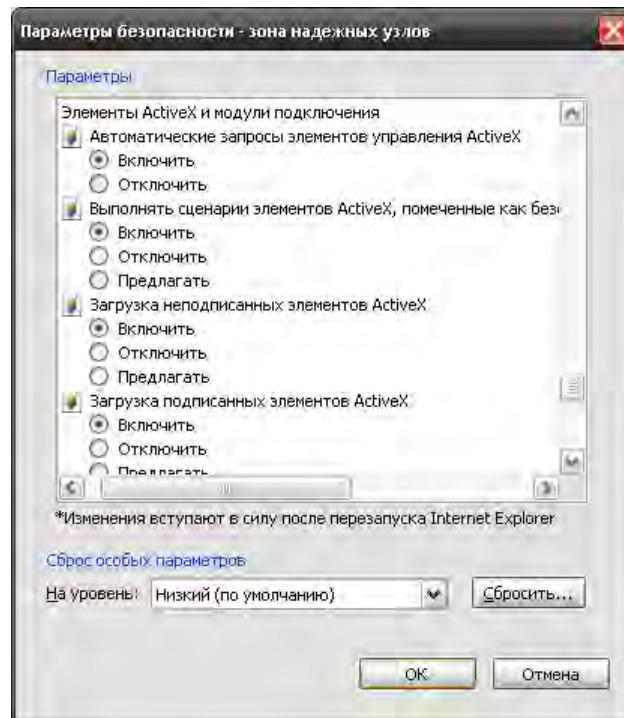 Параметры безопасности - зона надежных узлов
Параметры
Элементы ActiveX и модули подключения
Автоматические запросы элементов управления ActiveX
Включить
Отключить
Выполнять сценарии элементов ActiveX, помеченные как без
Включить
Отключить
Предлагать
Загрузка неподписанных элементов ActiveX
Включить
Отключить
Предлагать
Загрузка подписанных элементов ActiveX
Включить
Отключить
Предлагать
*Изменения вступают в силу после перезапуска Internet Explorer
Сброс особых параметров
На уровень: Низкий (по умолчанию) Сбросить...
ОК Отмена